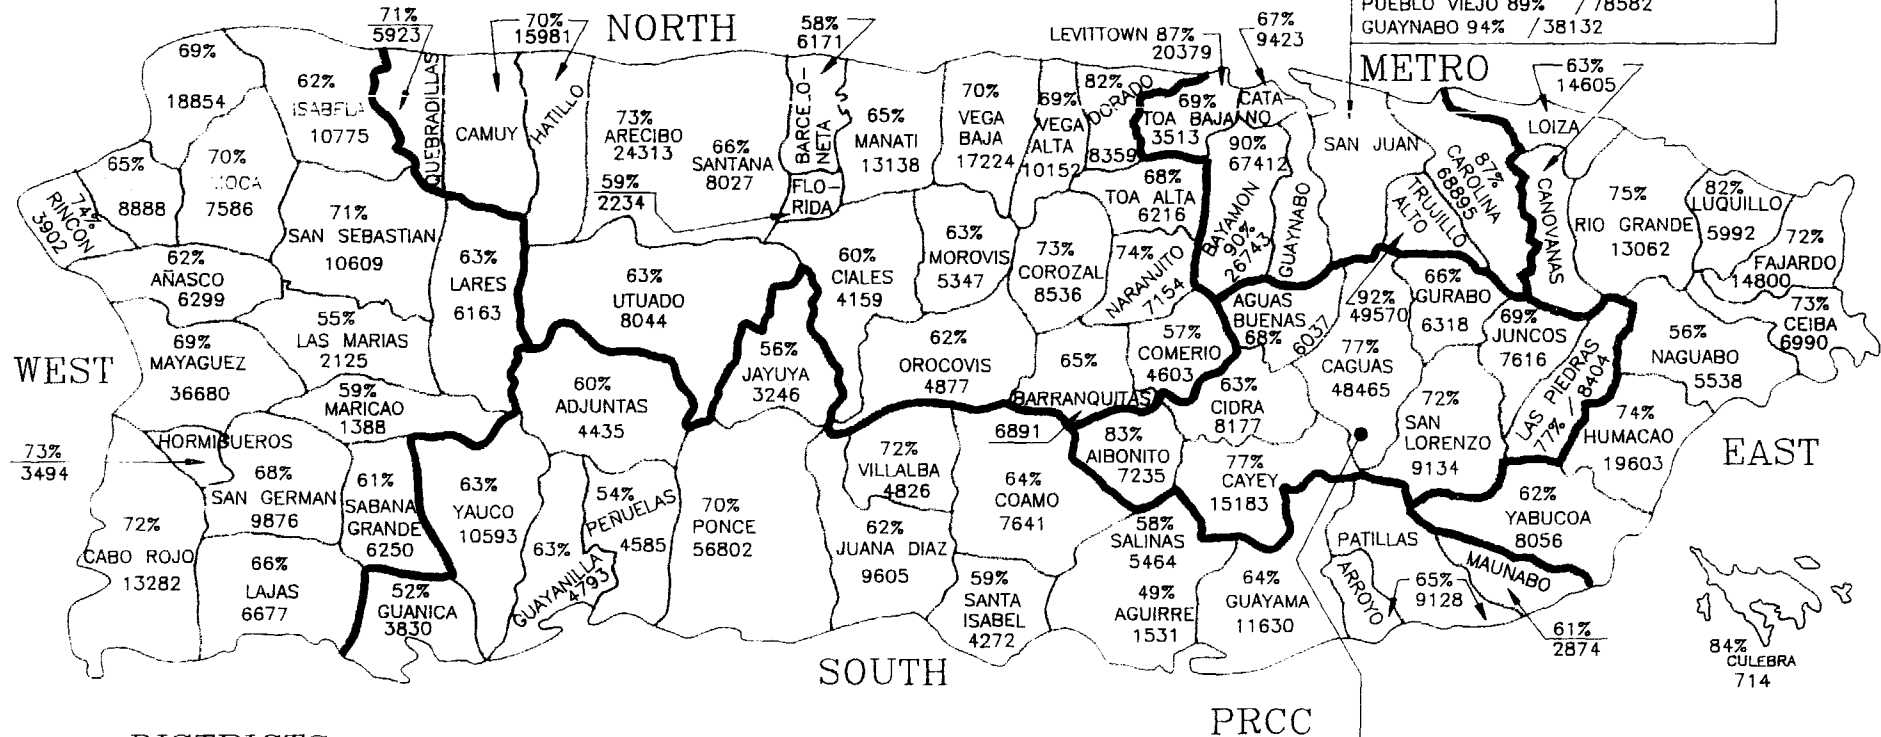 PUEBLO VIEJO 89% / 78582
GUAYNABO 94% / 38132
NORTH
METRO
WEST
EAST
SOUTH
PRCC
71%
5923
QUEBRADILLAS
70%
15981
CAMUY
HATILLO
58%
6171
BARCELO-
NETA
LEVITTOWN 87%
20379
67%
9423
CATA-
NO
63%
14605
LOIZA
CANOVANAS
69%
18854
62%
ISABELA
10775
65%
8888
70%
MOCA
7586
74%
RINCON
3902
71%
SAN SEBASTIAN
10609
63%
LARES
6163
62%
AÑASCO
6299
55%
LAS MARIAS
2125
69%
MAYAGUEZ
36680
59%
MARICAO
1388
73%
3494
HORMIGUEROS
68%
SAN GERMAN
9876
61%
SABANA
GRANDE
6250
72%
CABO ROJO
13282
66%
LAJAS
6677
52%
GUANICA
3830
63%
YAUCO
10593
63%
GUAYANILLA
4793
54%
PEÑUELAS
4585
60%
ADJUNTAS
4435
70%
PONCE
56802
73%
ARECIBO
24313
66%
SANTANA
8027
59%
2234
FLO-
RIDA
65%
MANATI
13138
70%
VEGA
BAJA
17224
69%
VEGA
ALTA
10152
82%
DORADO
8359
69%
TOA BAJA
3513
68%
TOA ALTA
6216
90%
67412
BAYAMON
90%
26743
GUAYNABO
SAN JUAN
87%
CAROLINA
68895
TRUJILLO
ALTO
92%
49570
75%
RIO GRANDE
13062
82%
LUQUILLO
5992
72%
FAJARDO
14800
73%
CEIBA
6990
56%
NAGUABO
5538
63%
UTUADO
8044
56%
JAYUYA
3246
60%
CIALES
4159
63%
MOROVIS
5347
73%
COROZAL
8536
74%
NARANJITO
7154
62%
OROCOVIS
4877
65%
BARRANQUITAS
6891
57%
COMERIO
4603
AGUAS
BUENAS
68%
6037
66%
GURABO
6318
69%
JUNCOS
7616
LAS PIEDRAS
77% / 8404
77%
CAGUAS
48465
63%
CIDRA
8177
72%
SAN
LORENZO
9134
74%
HUMACAO
19603
83%
AIBONITO
7235
77%
CAYEY
15183
62%
YABUCOA
8056
72%
VILLALBA
4826
64%
COAMO
7641
62%
JUANA DIAZ
9605
58%
SALINAS
5464
59%
SANTA
ISABEL
4272
49%
AGUIRRE
1531
64%
GUAYAMA
11630
PATILLAS
ARROYO
65%
9128
MAUNABO
61%
2874
84%
CULEBRA
714
DISTRICTS